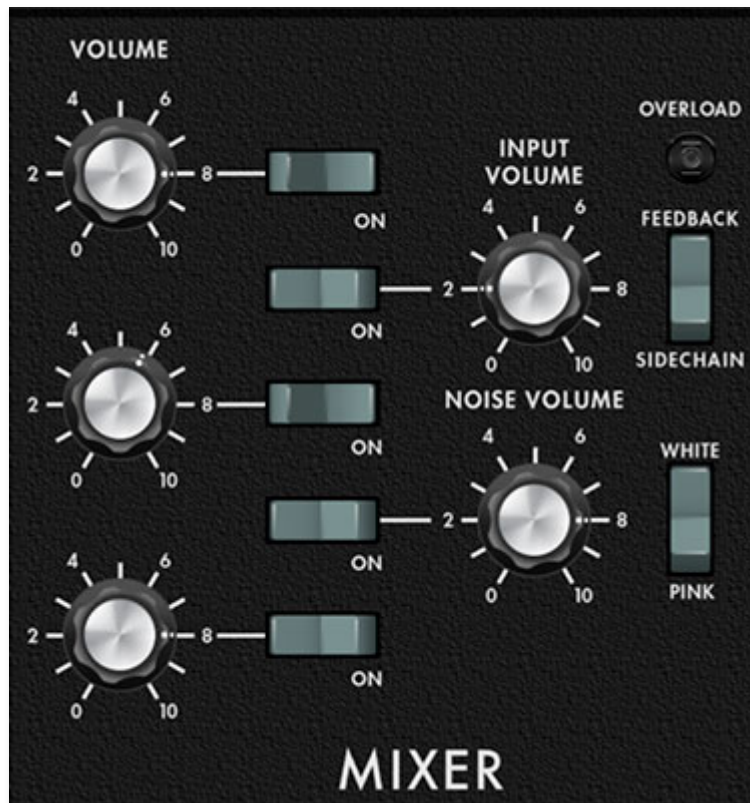 VOLUME
4 6
2 8
0 10
ON
INPUT
VOLUME
4 6
2 8
0 10
OVERLOAD
FEEDBACK
SIDECHAIN
ON
4 6
2 8
0 10
ON
NOISE VOLUME
4 6
2 8
0 10
WHITE
PINK
ON
4 6
2 8
0 10
ON
MIXER